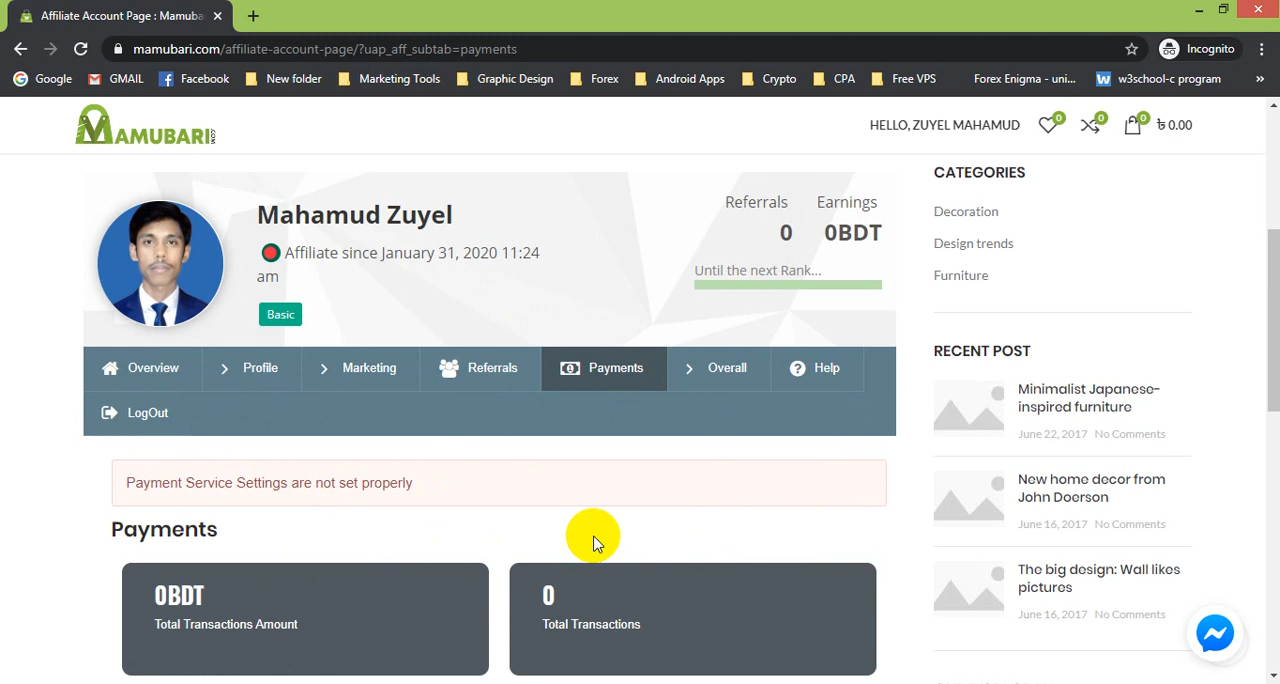 Affiliate Account Page : Mamuba
mamubari.com/affiliate-account-page/?uap_aff_subtab=payments
Incognito
Google
GMAIL
Facebook
New folder
Marketing Tools
Graphic Design
Forex
Android Apps
Crypto
CPA
Free VPS
Forex Enigma - uni...
w3school-c program
»
MAMUBARI.COM
HELLO, ZUYEL MAHAMUD
0
0
0
৳ 0.00
Mahamud Zuyel
Affiliate since January 31, 2020 11:24
am
Basic
Referrals
0
Earnings
0BDT
Until the next Rank...
Overview
Profile
Marketing
Referrals
Payments
Overall
Help
LogOut
Payment Service Settings are not set properly
Payments
0BDT
Total Transactions Amount
0
Total Transactions
CATEGORIES
Decoration
Design trends
Furniture
RECENT POST
Minimalist Japanese-
inspired furniture
June 22, 2017 No Comments
New home decor from
John Doerson
June 16, 2017 No Comments
The big design: Wall likes
pictures
June 16, 2017 No Comments